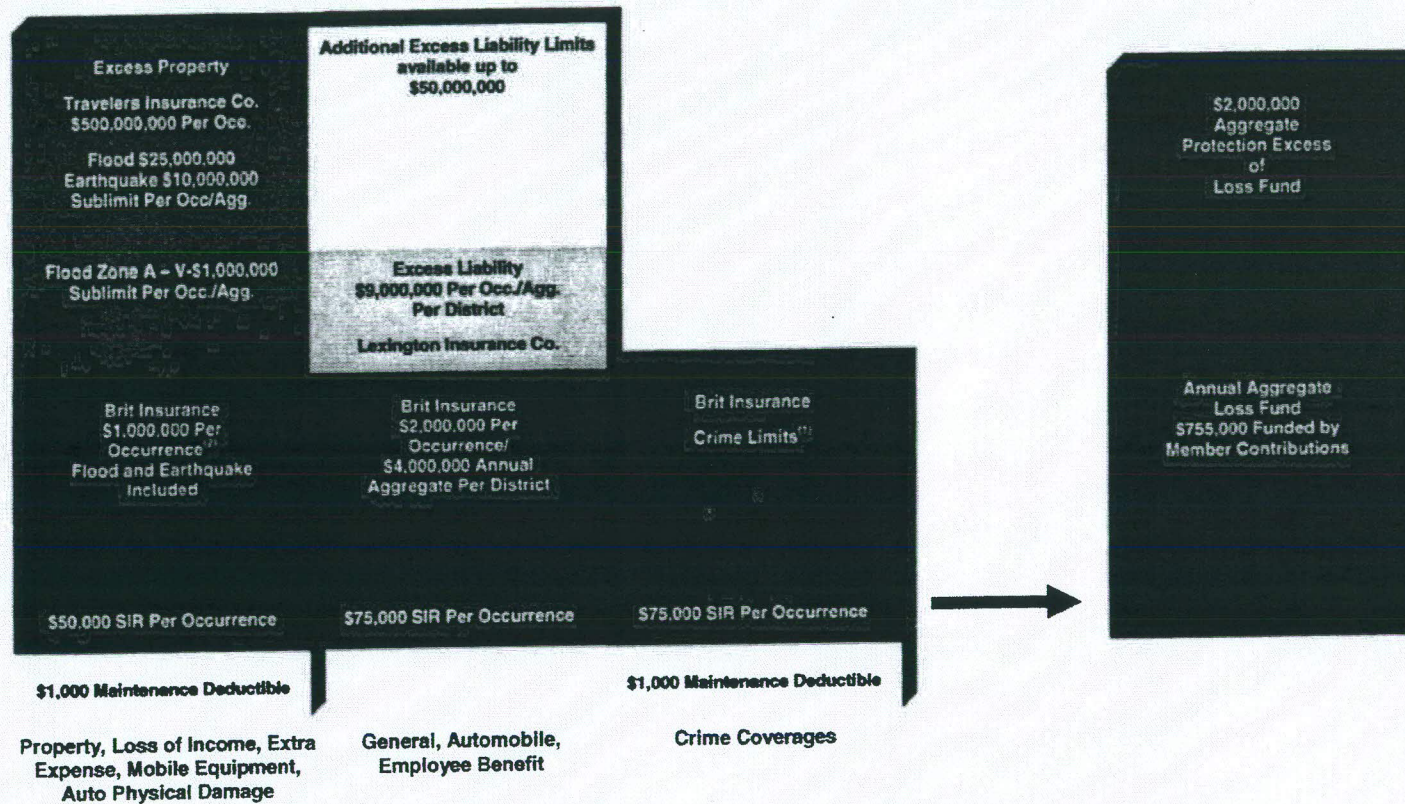 Excess Property
Travelers Insurance Co.
$500,000,000 Per Occ.
Flood $25,000,000
Earthquake $10,000,000
Sublimit Per Occ/Agg.
Flood Zone A – V-$1,000,000
Sublimit Per Occ./Agg.
Additional Excess Liability Limits
available up to
$50,000,000
Excess Liability
$9,000,000 Per Occ./Agg.
Per District
Lexington Insurance Co.
Brit Insurance
$1,000,000 Per
Occurrence(2)
Flood and Earthquake
Included
Brit Insurance
$2,000,000 Per
Occurrence/
$4,000,000 Annual
Aggregate Per District
Brit Insurance
Crime Limits(1)
$50,000 SIR Per Occurrence
$75,000 SIR Per Occurrence
$75,000 SIR Per Occurrence
$1,000 Maintenance Deductible
$1,000 Maintenance Deductible
Property, Loss of Income, Extra
Expense, Mobile Equipment,
Auto Physical Damage
General, Automobile,
Employee Benefit
Crime Coverages
$2,000,000
Aggregate
Protection Excess
of
Loss Fund
Annual Aggregate
Loss Fund
$755,000 Funded by
Member Contributions